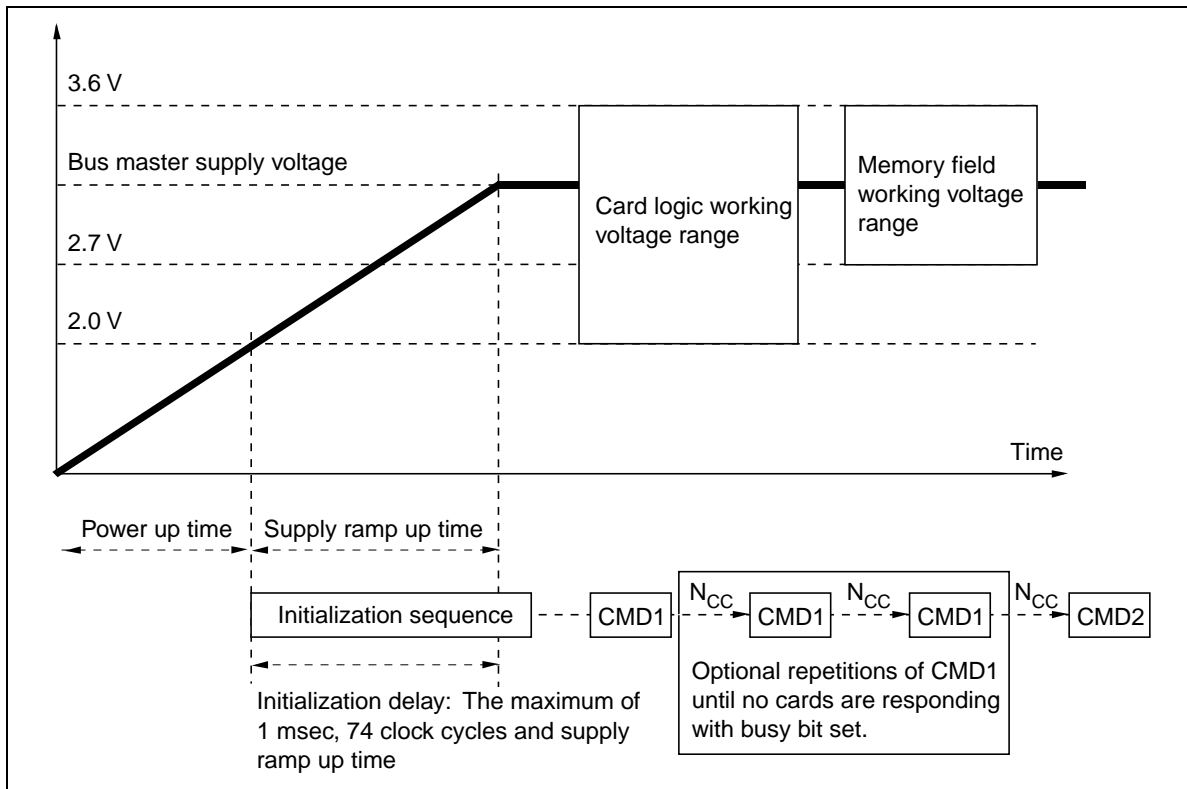 3.6 V
Bus master supply voltage
2.7 V
2.0 V
Card logic working
voltage range
Memory field
working voltage
range
Time
Power up time
Supply ramp up time
Initialization sequence
CMD1
NCC
CMD1
NCC
CMD1
NCC
CMD2
Optional repetitions of CMD1
until no cards are responding
with busy bit set.
Initialization delay: The maximum of
1 msec, 74 clock cycles and supply
ramp up time